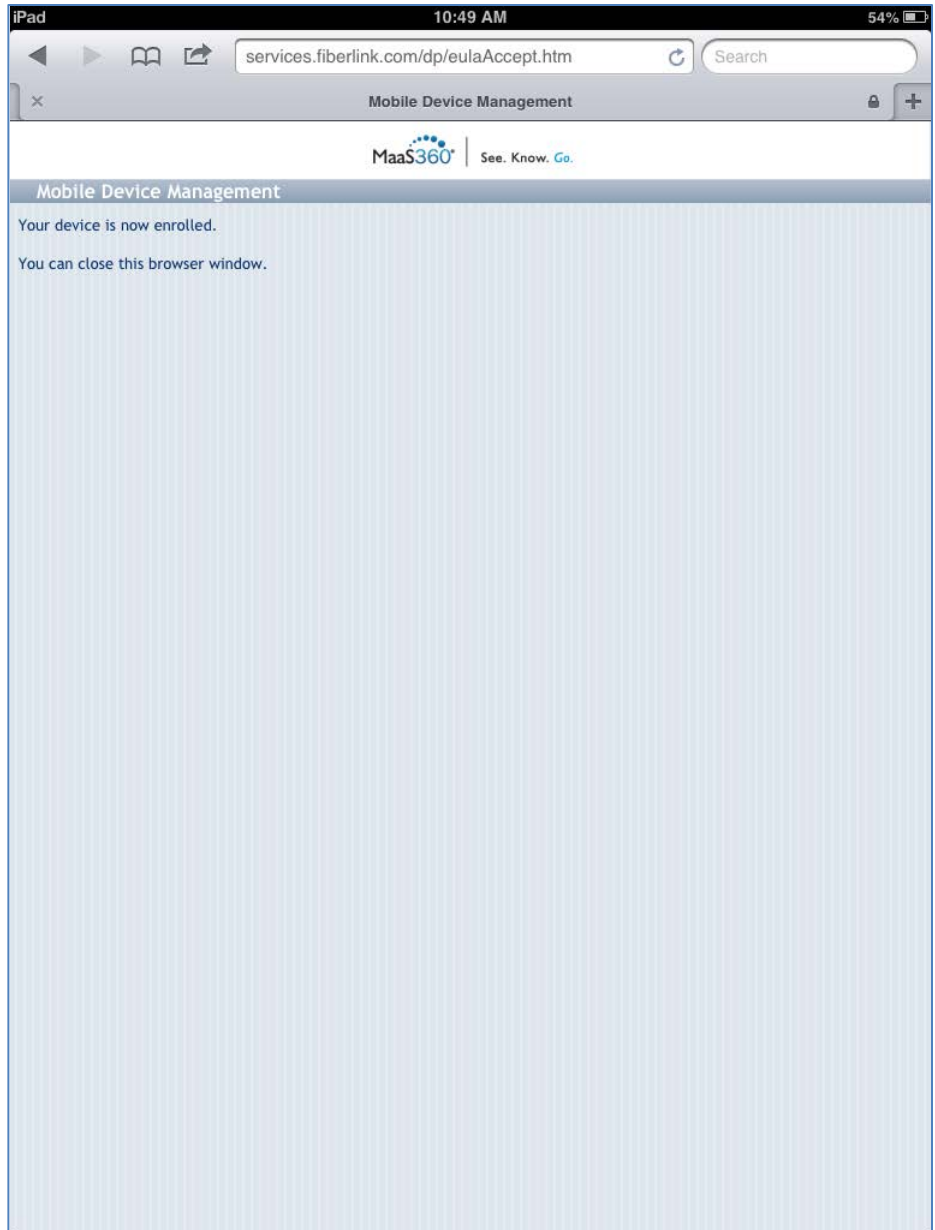 iPad 10:49 AM 54%
services.fiberlink.com/dp/eulaAccept.htm Search
Mobile Device Management
MaaS360® See. Know. Go.
Mobile Device Management
Your device is now enrolled.
You can close this browser window.